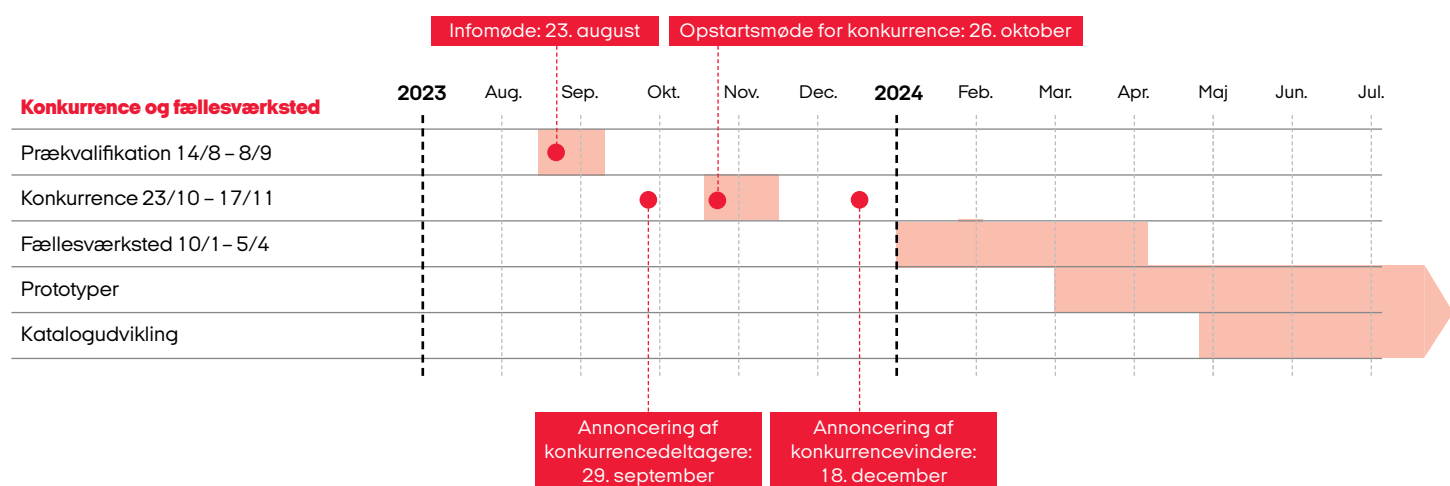 Infomøde: 23. august
Opstartsmøde for konkurrence: 26. oktober
Konkurrence og fællesværksted
2023 Aug. Sep. Okt. Nov. Dec. 2024 Feb. Mar. Apr. Maj Jun. Jul.
Prækvalifikation 14/8 – 8/9
Konkurrence 23/10 – 17/11
Fællesværksted 10/1 – 5/4
Prototyper
Katalogudvikling
Annoncering af
konkurrencedeltagere:
29. september
Annoncering af
konkurrencevindere:
18. december